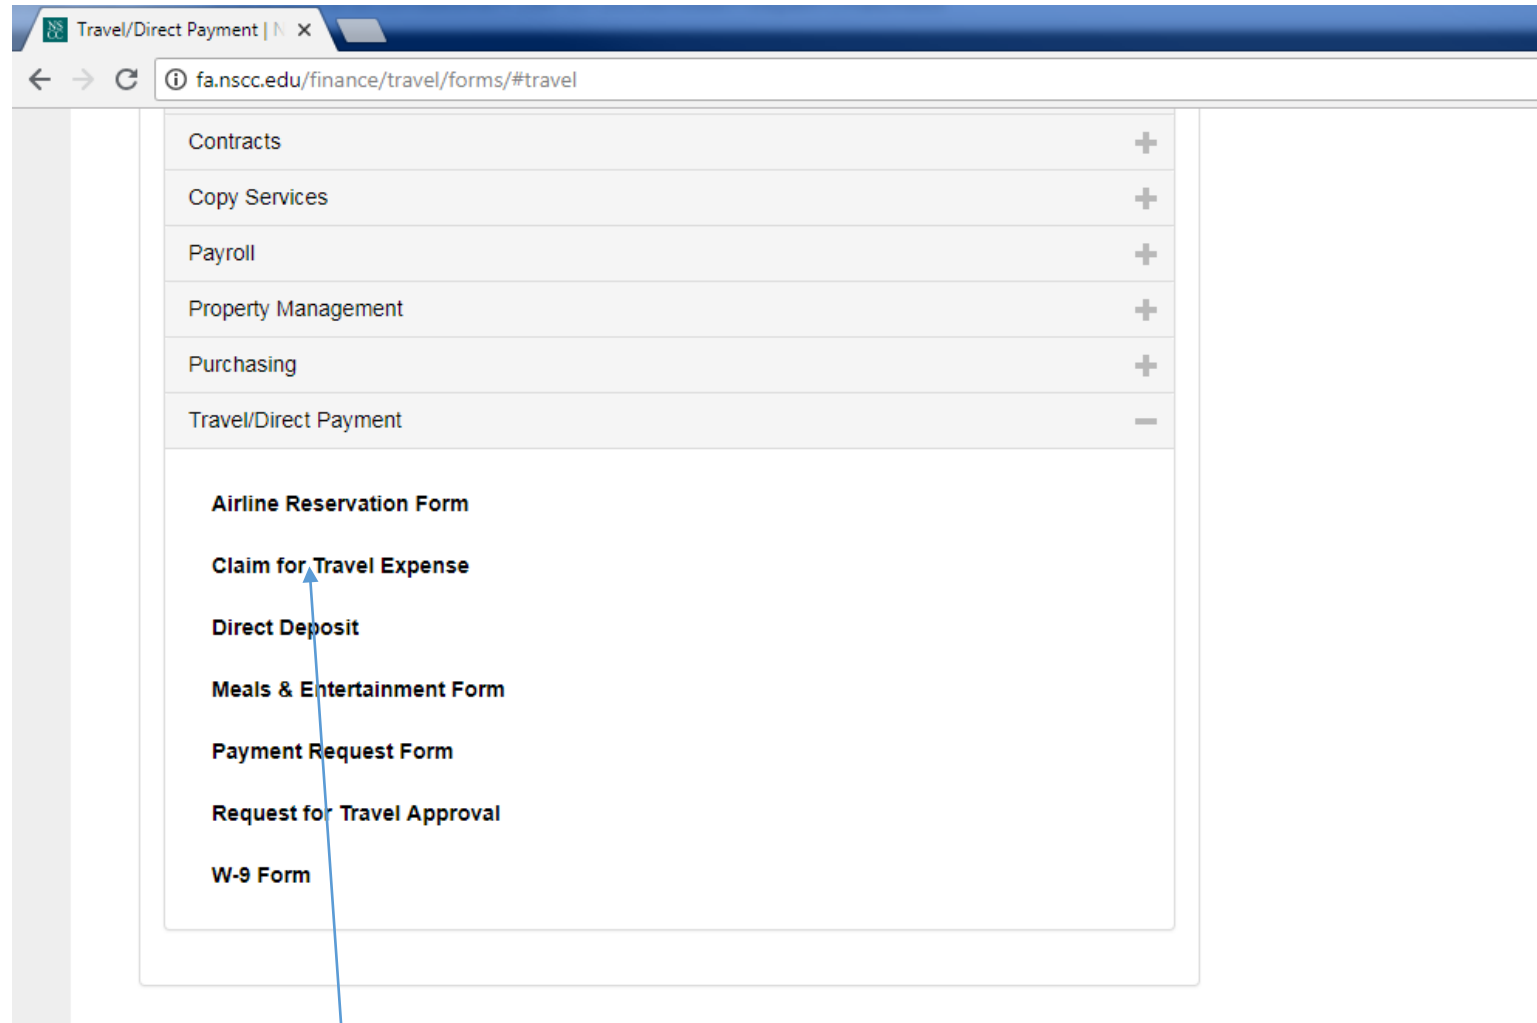 NS
CC
Travel/Direct Payment | N
fa.nscc.edu/finance/travel/forms/#travel
Contracts
Copy Services
Payroll
Property Management
Purchasing
Travel/Direct Payment
Airline Reservation Form
Claim for Travel Expense
Direct Deposit
Meals & Entertainment Form
Payment Request Form
Request for Travel Approval
W-9 Form